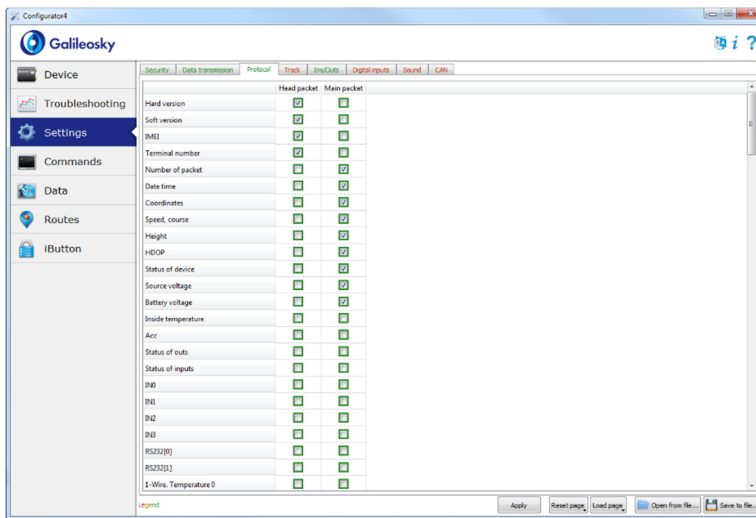 Configurator4
Galileosky
Device
Troubleshooting
Settings
Commands
Data
Routes
iButton
Security Data transmission Protocol Track Ins/Outs Digital inputs Sound CAN
Head packet Main packet
Hard version
Soft version
IMEI
Terminal number
Number of packet
Date time
Coordinates
Speed, course
Height
HDOP
Status of device
Source voltage
Battery voltage
Inside temperature
Acc
Status of outs
Status of inputs
IN0
IN1
IN2
IN3
RS232[0]
RS232[1]
1-Wire. Temperature 0
Legend Apply Reset page Load page Open from file... Save to file...